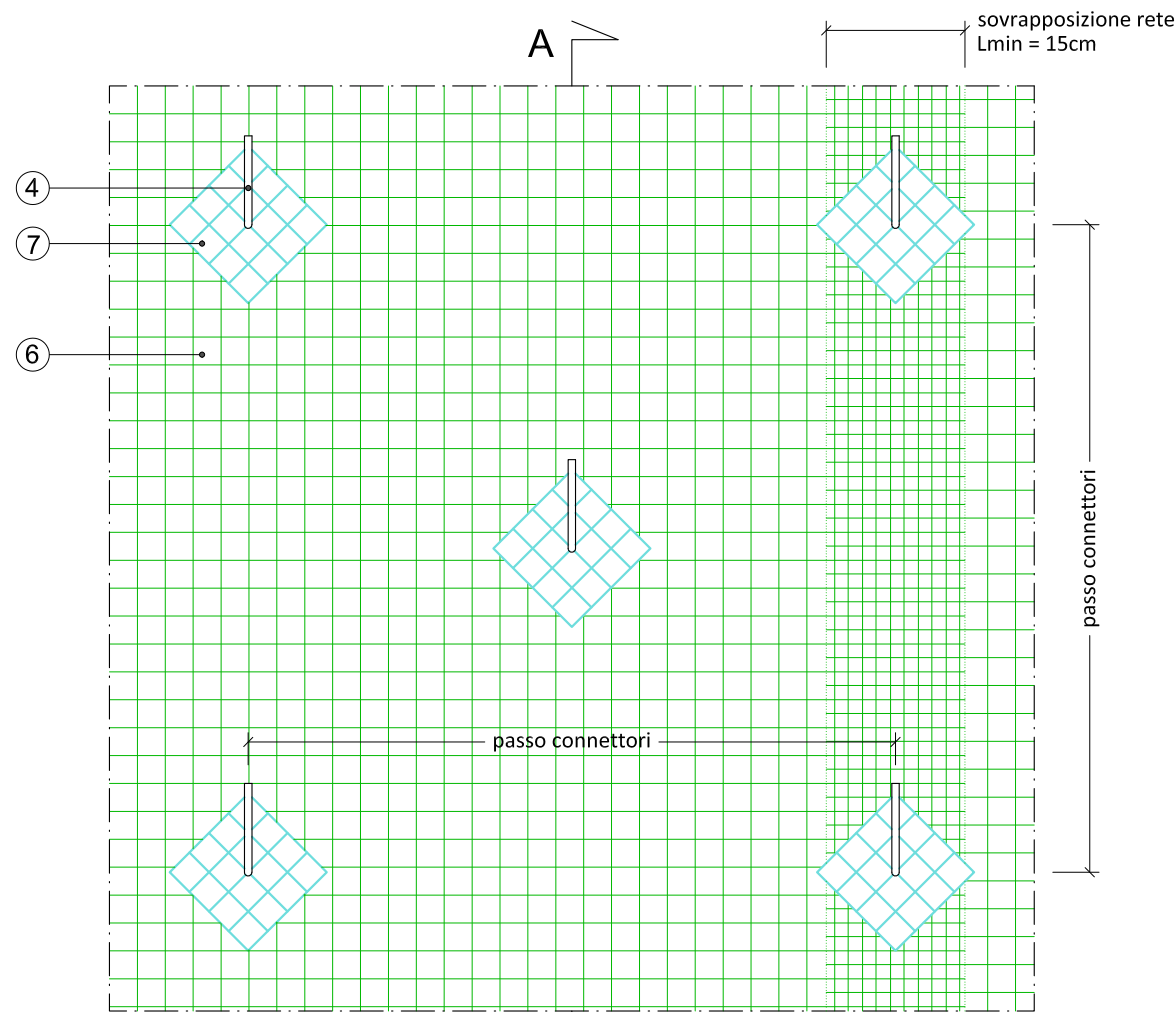 A
sovrapposizione rete
Lmin = 15cm
4
7
6
passo connettori
passo connettori